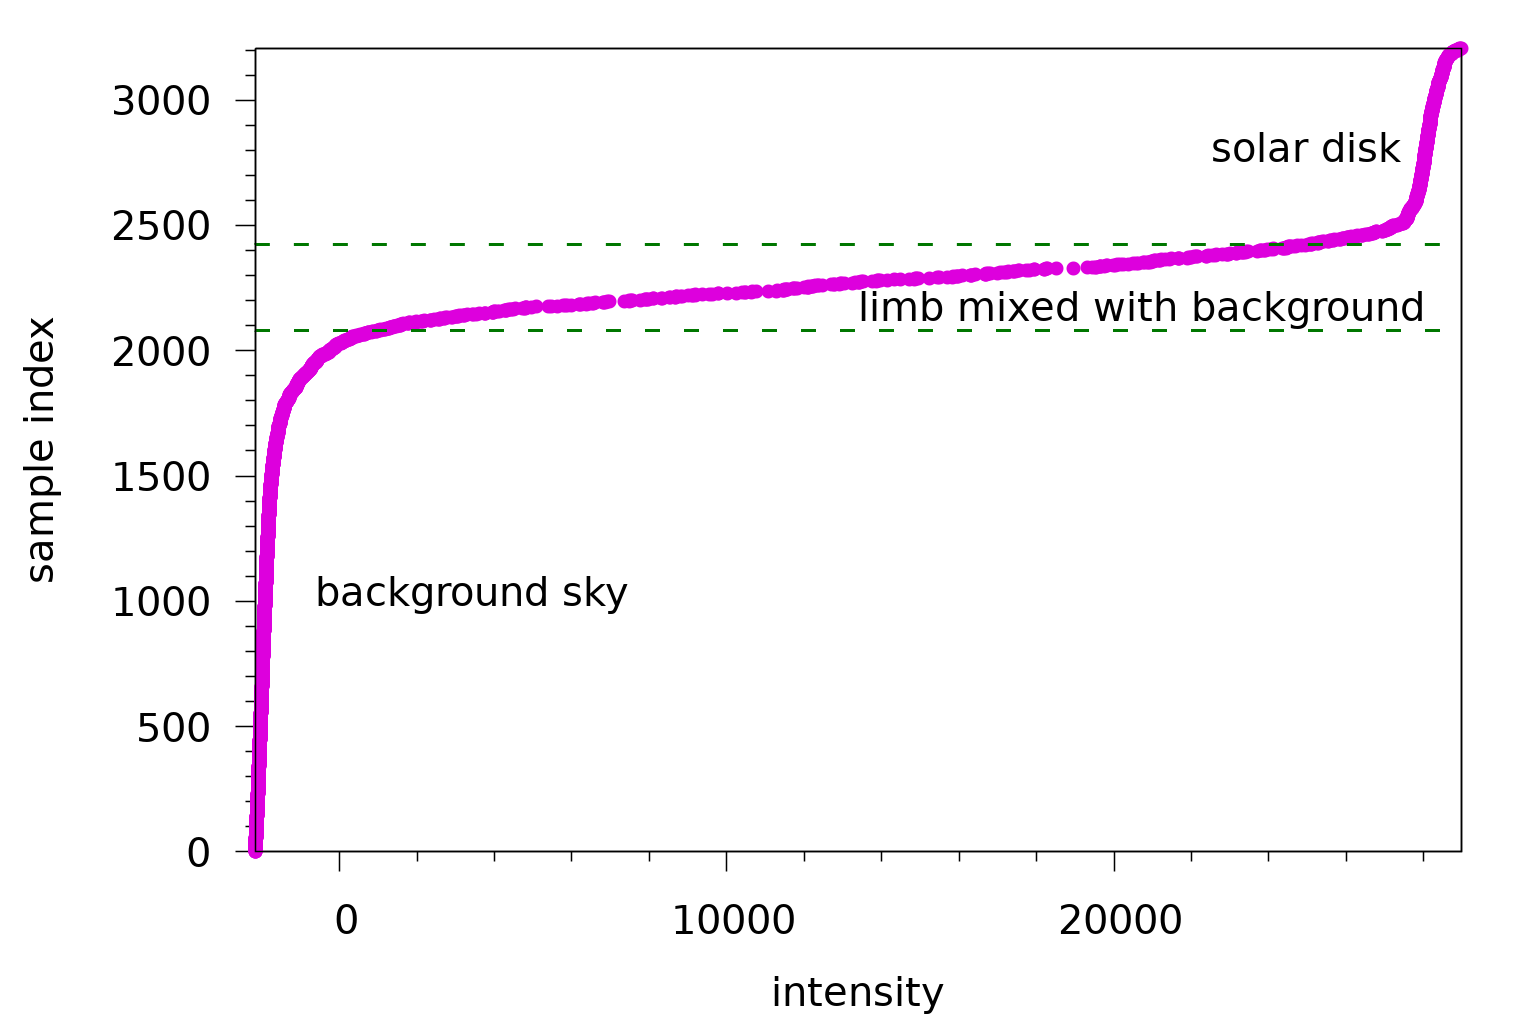 3000
solar disk
2500
limb mixed with background
2000
sample index
1500
background sky
1000
500
0
0 10000 20000
intensity